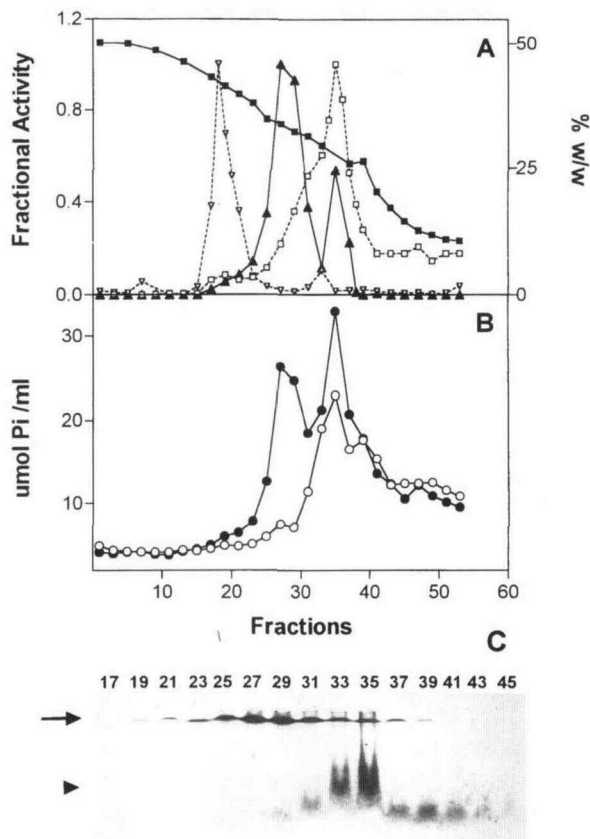 A
1.2
0.8
0.4
0.0
Fractional Activity
50
25
0
% w/w
B
30
20
10
umol Pi /ml
10 20 30 40 50 60
Fractions
C
17 19 21 23 25 27 29 31 33 35 37 39 41 43 45